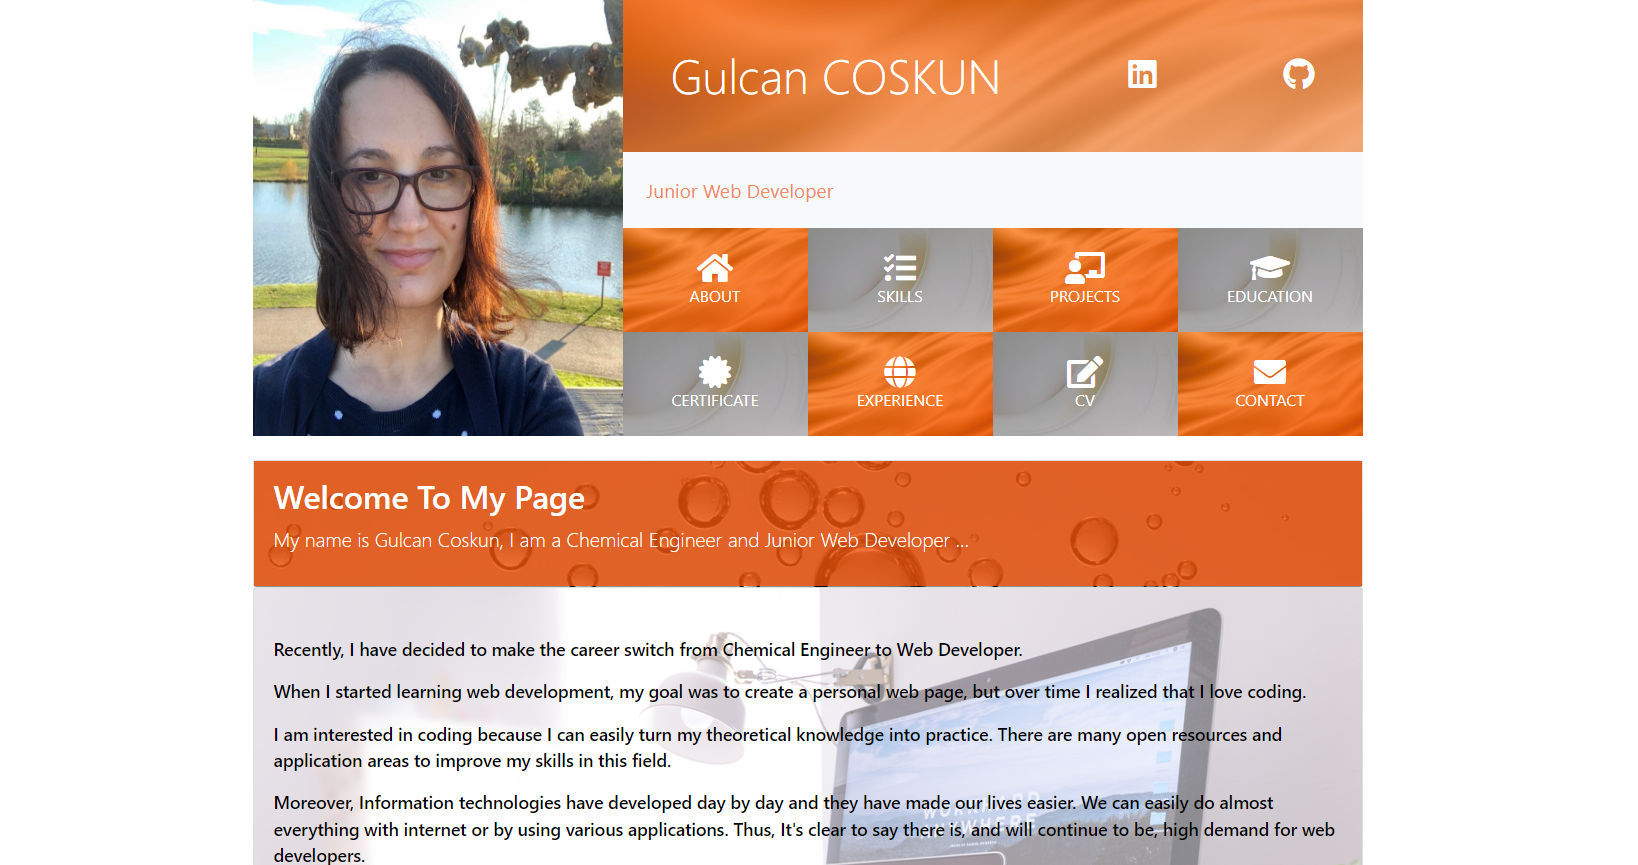 Gulcan COSKUN
Junior Web Developer
ABOUT
SKILLS
PROJECTS
EDUCATION
CERTIFICATE
EXPERIENCE
CV
CONTACT
Welcome To My Page
My name is Gulcan Coskun, I am a Chemical Engineer and Junior Web Developer ...
Recently, I have decided to make the career switch from Chemical Engineer to Web Developer.
When I started learning web development, my goal was to create a personal web page, but over time I realized that I love coding.
I am interested in coding because I can easily turn my theoretical knowledge into practice. There are many open resources and
application areas to improve my skills in this field.
Moreover, Information technologies have developed day by day and they have made our lives easier. We can easily do almost
everything with internet or by using various applications. Thus, It's clear to say there is, and will continue to be, high demand for web
developers.